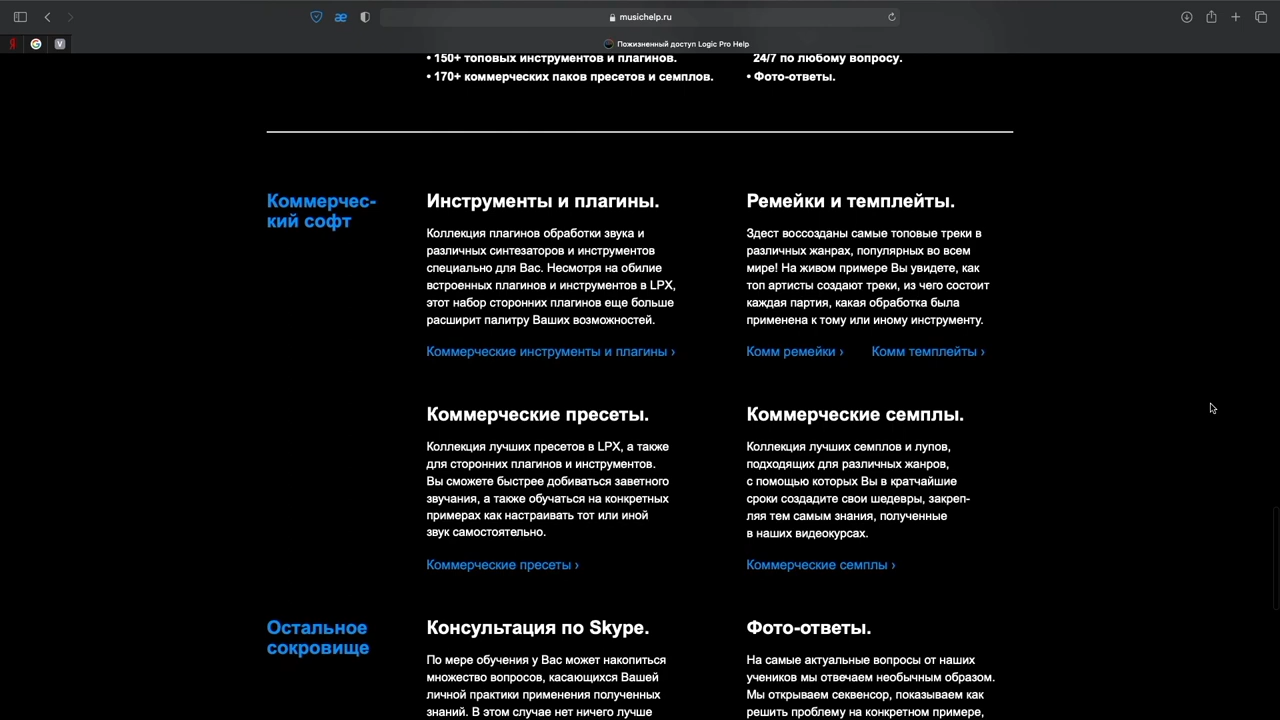 musichelp.ru
Пожизненный доступ Logic Pro Help
• 150+ топовых инструментов и плагинов.
• 170+ коммерческих паков пресетов и семплов.
24/7 по любому вопросу.
• Фото-ответы.
Коммерчес-
кий софт
Инструменты и плагины.
Коллекция плагинов обработки звука и
различных синтезаторов и инструментов
специально для Вас. Несмотря на обилие
встроенных плагинов и инструментов в LPX,
этот набор сторонних плагинов еще больше
расширит палитру Ваших возможностей.
Коммерческие инструменты и плагины ›
Ремейки и темплейты.
Здест воссозданы самые топовые треки в
различных жанрах, популярных во всем
мире! На живом примере Вы увидете, как
топ артисты создают треки, из чего состоит
каждая партия, какая обработка была
применена к тому или иному инструменту.
Комм ремейки › Комм темплейты ›
Коммерческие пресеты.
Коллекция лучших пресетов в LPX, а также
для сторонних плагинов и инструментов.
Вы сможете быстрее добиваться заветного
звучания, а также обучаться на конкретных
примерах как настраивать тот или иной
звук самостоятельно.
Коммерческие пресеты ›
Коммерческие семплы.
Коллекция лучших семплов и лупов,
подходящих для различных жанров,
с помощью которых Вы в кратчайшие
сроки создадите свои шедевры, закреп-
ляя тем самым знания, полученные
в наших видеокурсах.
Коммерческие семплы ›
Остальное
сокровище
Консультация по Skype.
По мере обучения у Вас может накопиться
множество вопросов, касающихся Вашей
личной практики применения полученных
знаний. В этом случае нет ничего лучше
Фото-ответы.
На самые актуальные вопросы от наших
учеников мы отвечаем необычным образом.
Мы открываем секвенсор, показываем как
решить проблему на конкретном примере,